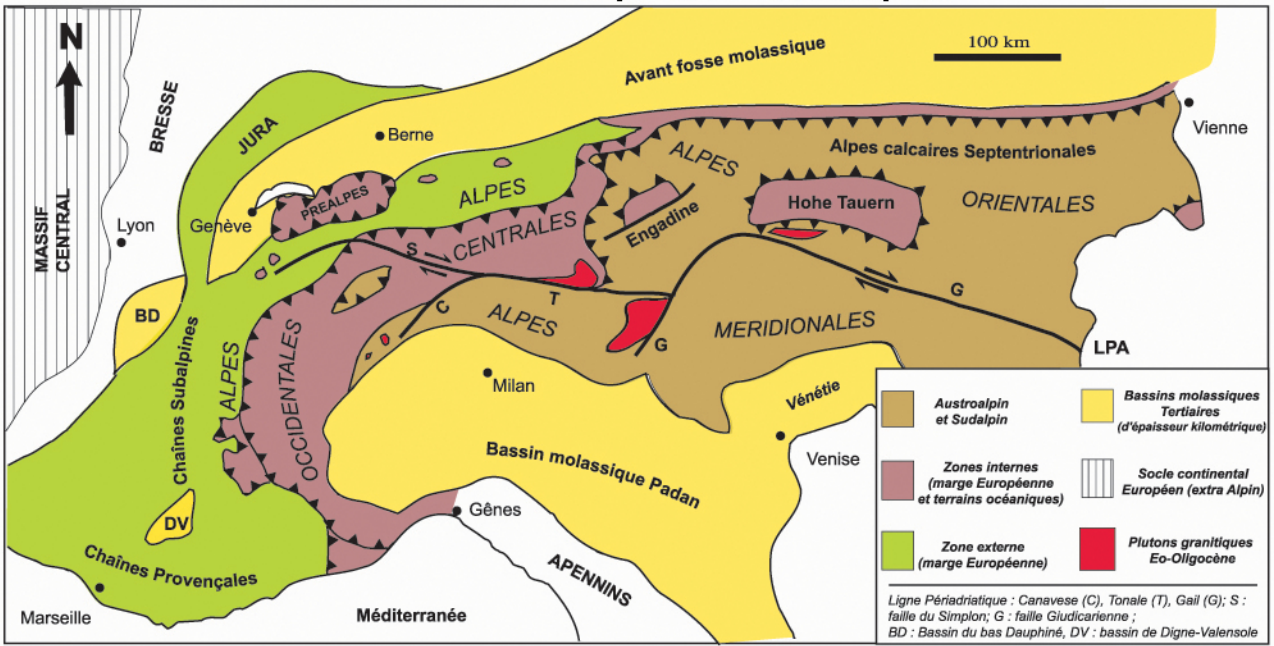 N
100 km
Avant fosse molassique
MASSIF
CENTRAL
BRESSE
JURA
Berne
Vienne
ALPES
Alpes calcaires Septentrionales
ALPES
PREALPES
Hohe Tauern
ORIENTALES
Lyon
Genève
CENTRALES
Engadine
S
G
T
C
BD
ALPES
MERIDIONALES
G
LPA
Chaînes Subalpines
ALPES
OCCIDENTALES
Milan
Vénétie
Venise
Bassin molassique Padan
DV
Gênes
Chaînes Provençales
APENNINS
Marseille
Méditerranée
Austroalpin
et Sudalpin
Bassins molassiques
Tertiaires
(d'épaisseur kilométrique)
Zones internes
(marge Européenne
et terrains océaniques)
Socle continental
Européen (extra Alpin)
Zone externe
(marge Européenne)
Plutons granitiques
Eo-Oligocène
Ligne Périadriatique : Canavese (C), Tonale (T), Gail (G); S :
faille du Simplon; G : faille Giudicarienne ;
BD : Bassin du bas Dauphiné, DV : bassin de Digne-Valensole